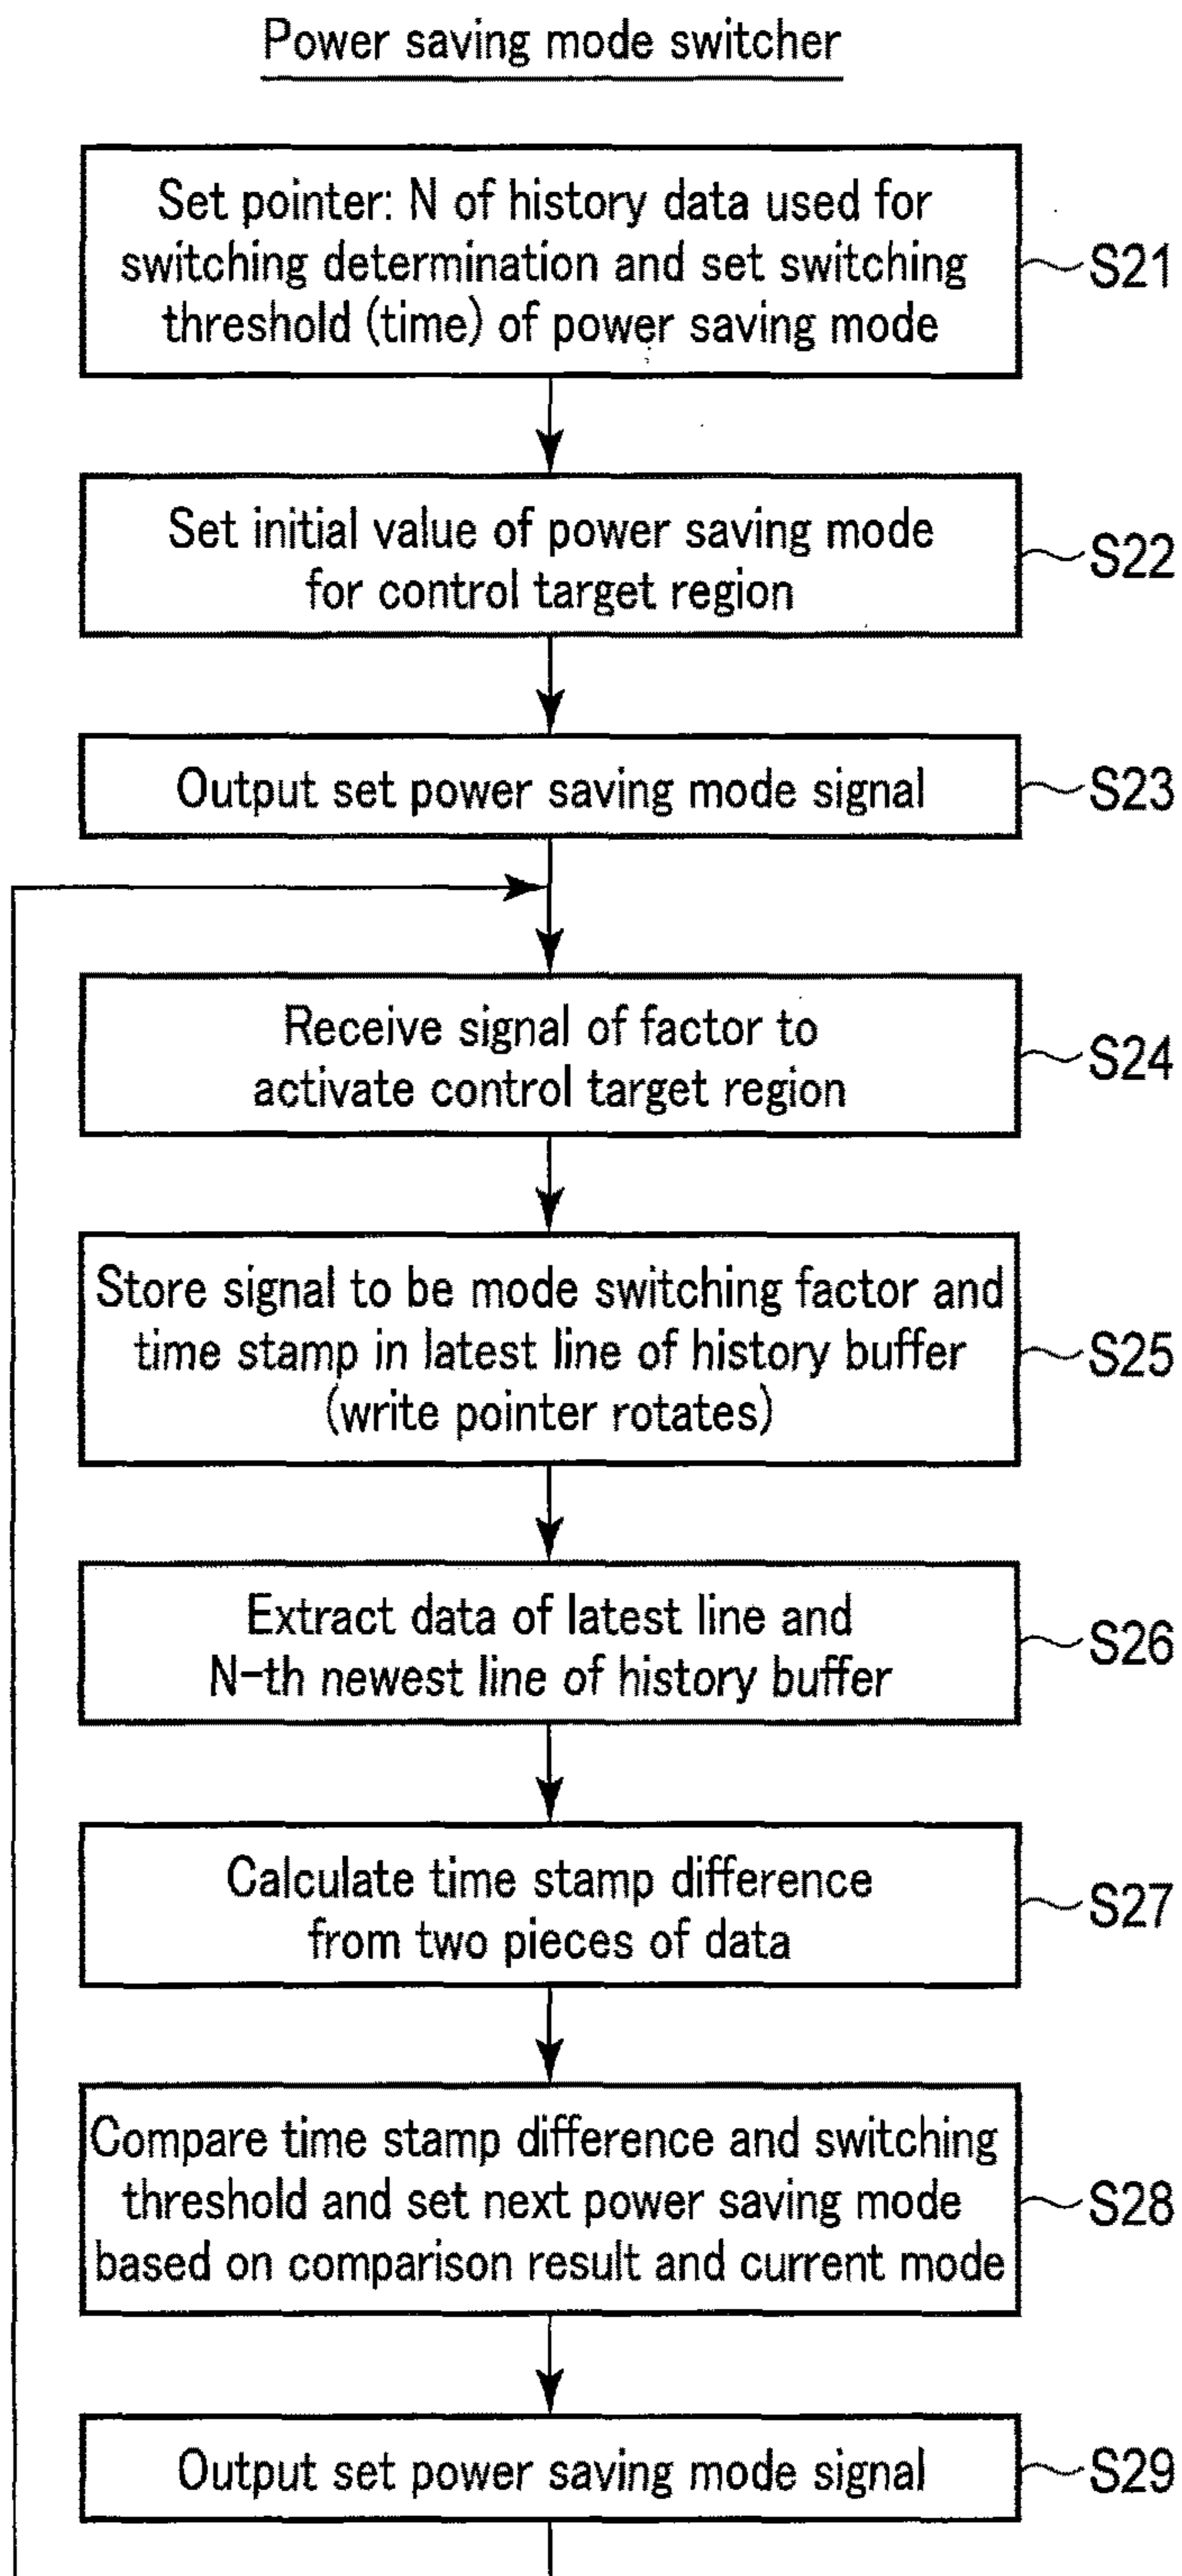 Power saving mode switcher
Set pointer: N of history data used for
switching determination and set switching
threshold (time) of power saving mode
S21
Set initial value of power saving mode
for control target region
S22
Output set power saving mode signal
S23
Receive signal of factor to
activate control target region
S24
Store signal to be mode switching factor and
time stamp in latest line of history buffer
(write pointer rotates)
S25
Extract data of latest line and
N-th newest line of history buffer
S26
Calculate time stamp difference
from two pieces of data
S27
Compare time stamp difference and switching
threshold and set next power saving mode
based on comparison result and current mode
S28
Output set power saving mode signal
S29